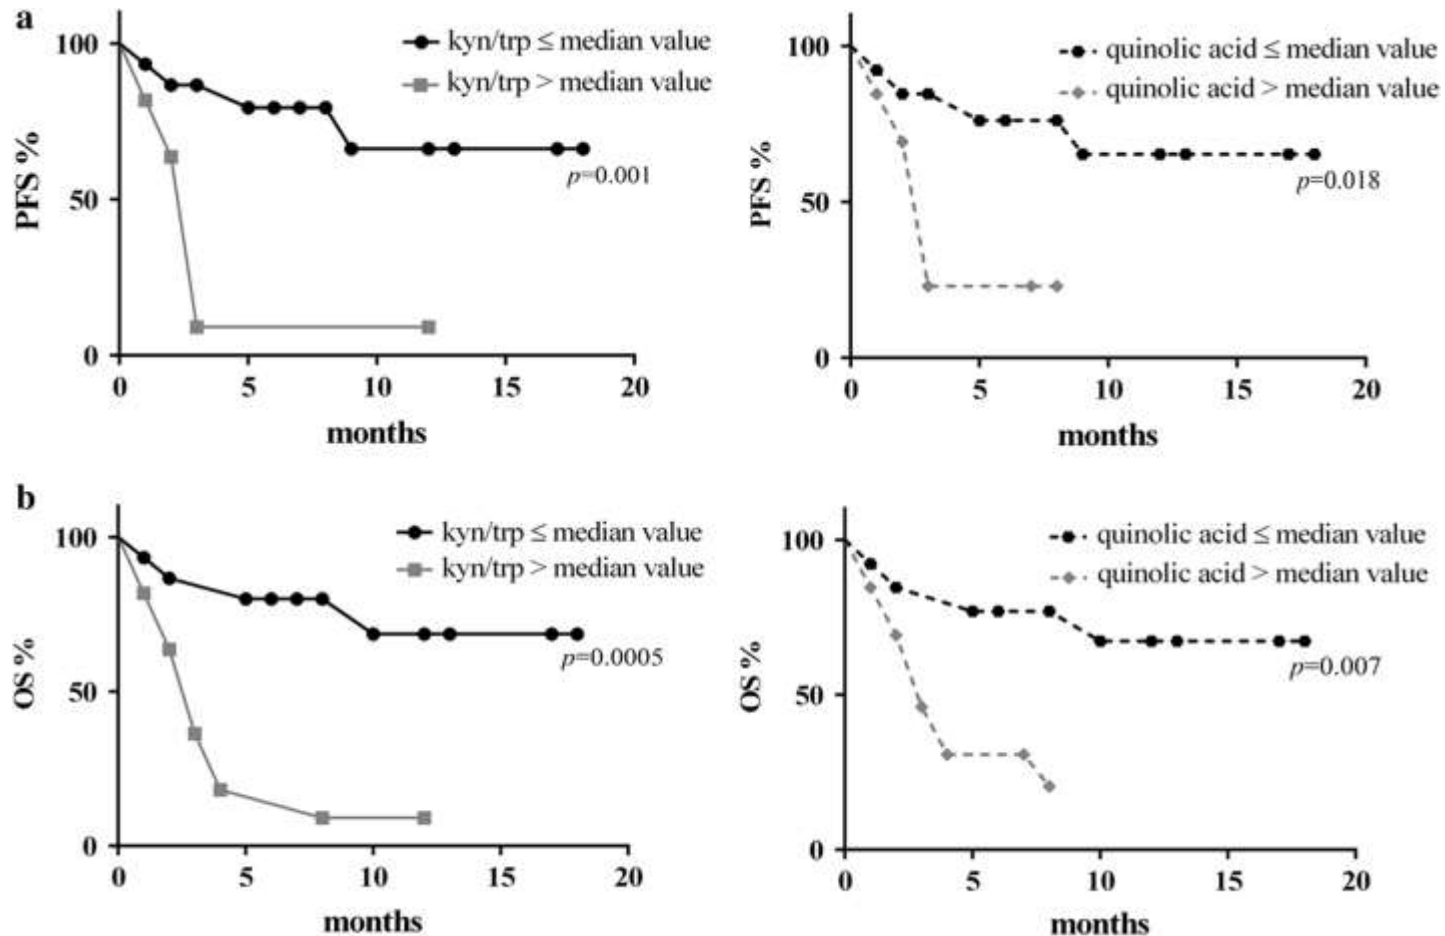 a
kyn/trp ≤ median value
kyn/trp > median value
100
50
0
PFS %
p=0.001
0 5 10 15 20
months
quinolic acid ≤ median value
quinolic acid > median value
100
50
0
PFS %
p=0.018
0 5 10 15 20
months
b
kyn/trp ≤ median value
kyn/trp > median value
100
50
0
OS %
p=0.0005
0 5 10 15 20
months
quinolic acid ≤ median value
quinolic acid > median value
100
50
0
OS %
p=0.007
0 5 10 15 20
months